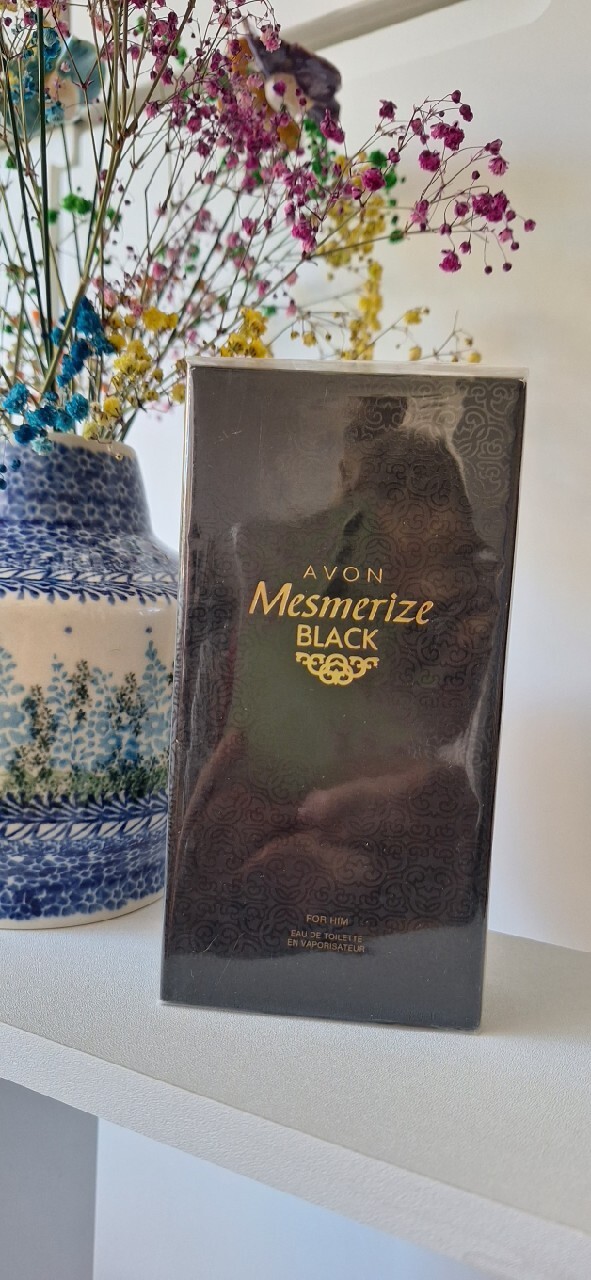 AVON
Mesmerize
BLACK
FOR HIM
EAU DE TOILETTE
EN VAPORISATEUR